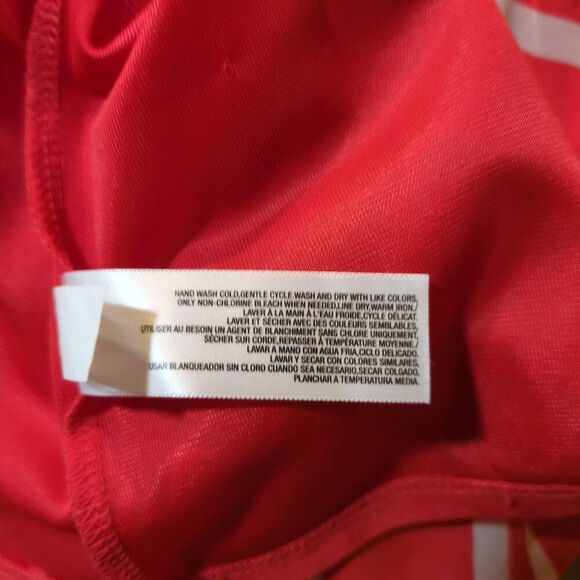 HAND WASH COLD,GENTLE CYCLE.WASH AND DRY WITH LIKE COLORS,
ONLY NON-CHLORINE BLEACH WHEN NEEDED,LINE DRY,WARM IRON./
LAVER À LA MAIN À L'EAU FROIDE,CYCLE DÉLICAT.
LAVER ET SÉCHER AVEC DES COULEURS SEMBLABLES,
UTILISER AU BESOIN UN AGENT DE BLANCHIMENT SANS CHLORE UNIQUEMENT,
SÉCHER SUR CORDE,REPASSER À TEMPÉRATURE MOYENNE./
LAVAR A MANO CON AGUA FRIA,CICLO DELICADO.
LAVAR Y SECAR CON COLORES SIMILARES,
USAR BLANQUEADOR SIN CLORO CUANDO SEA NECESARIO,SECAR COLGADO,
PLANCHAR A TEMPERATURA MEDIA.